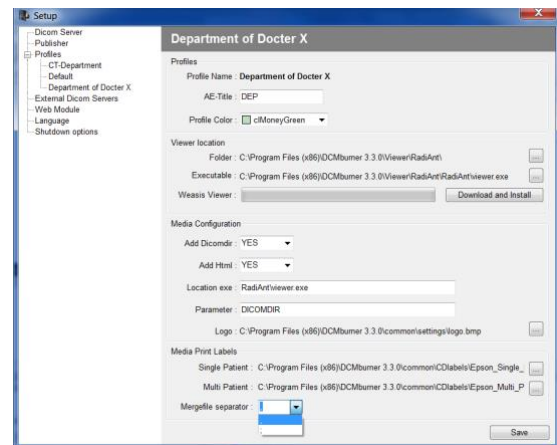 Setup
Dicom Server
Publisher
Profiles
CT-Department
Default
Department of Docter X
External Dicom Servers
Web Module
Language
Shutdown options
Department of Docter X
Profiles
Profile Name : Department of Docter X
AE-Title : DEP
Profile Color : clMoneyGreen
Viewer location
Folder : C:\Program Files (x86)\DCMburner 3.3.0\Viewer\RadiAnt\
...
Executable : C:\Program Files (x86)\DCMburner 3.3.0\Viewer\RadiAnt\RadiAnt\viewer.exe
...
Weasis Viewer : Download and Install
Media Configuration
Add Dicomdir : YES
Add Html : YES
Location exe : RadiAnt\viewer.exe
Parameter : DICOMDIR
Logo : C:\Program Files (x86)\DCMburner 3.3.0\common\settings\logo.bmp
...
Media Print Labels
Single Patient : C:\Program Files (x86)\DCMburner 3.3.0\common\CDlabels\Epson_Single_
...
Multi Patient : C:\Program Files (x86)\DCMburner 3.3.0\common\CDlabels\Epson_Multi_P
...
Mergefile separator :
Save